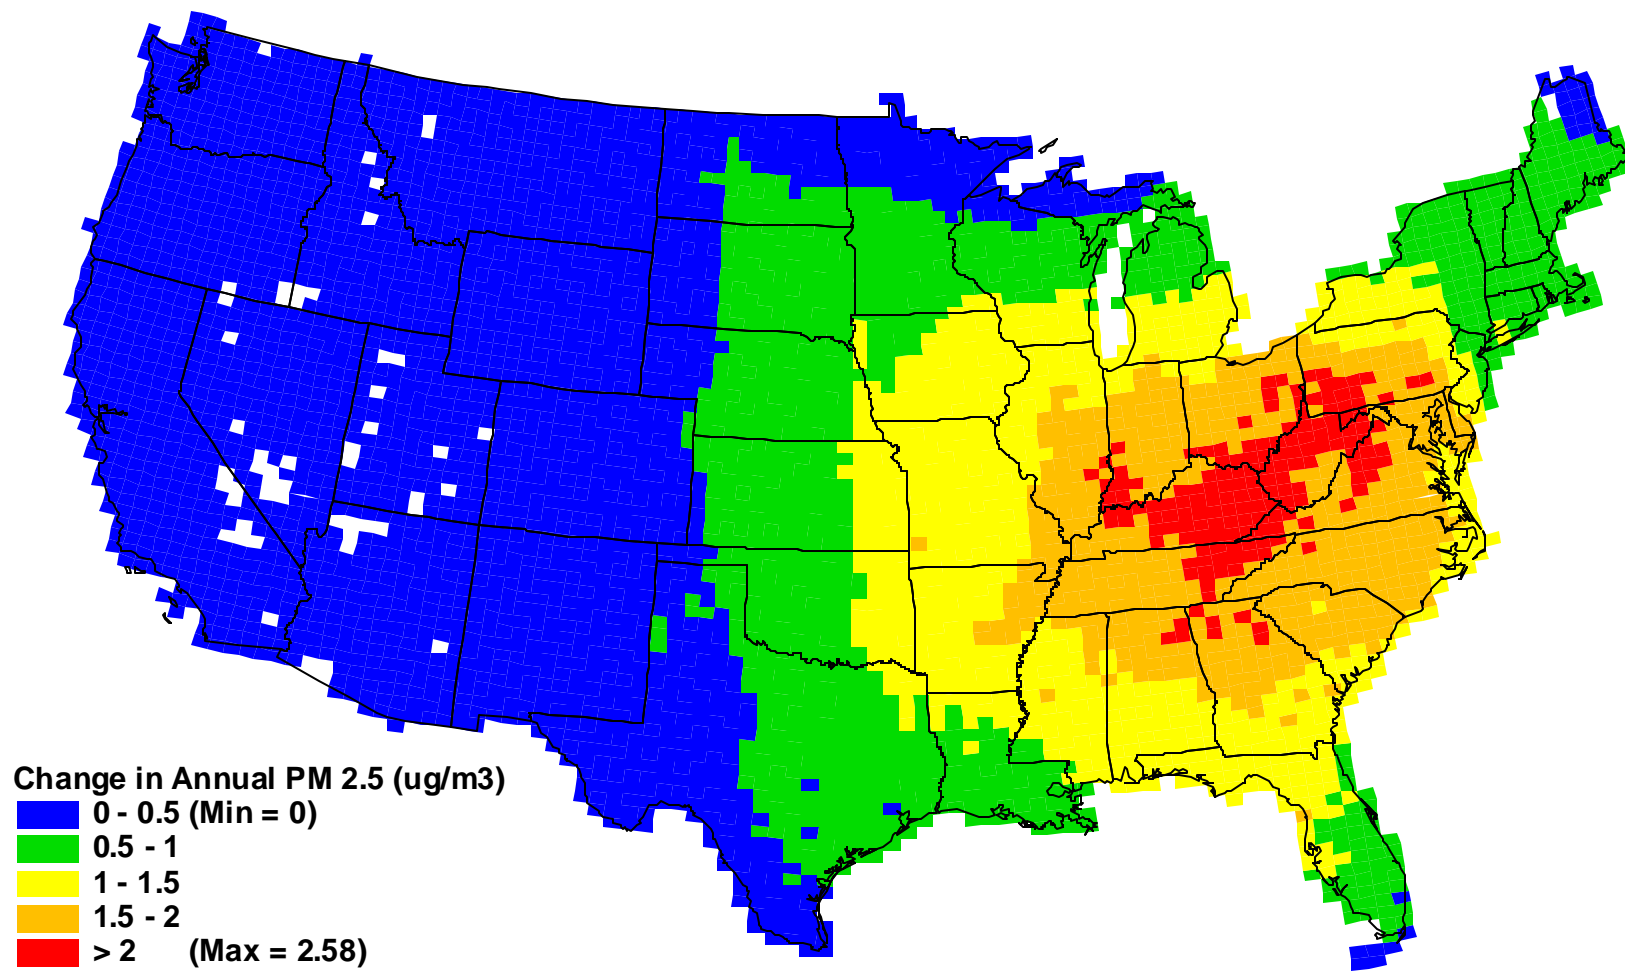 Change in Annual PM 2.5 (ug/m3)
0 - 0.5 (Min = 0)
0.5 - 1
1 - 1.5
1.5 - 2
> 2 (Max = 2.58)